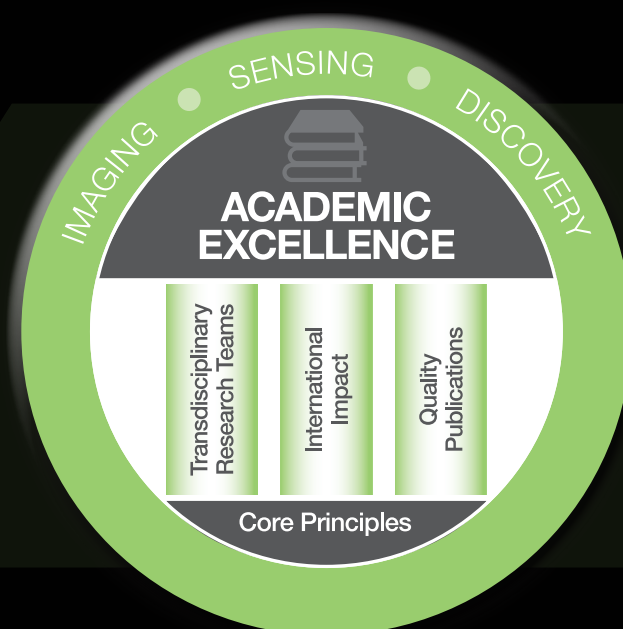 IMAGING • SENSING • DISCOVERY
ACADEMIC
EXCELLENCE
Transdisciplinary
Research Teams
International
Impact
Quality
Publications
Core Principles